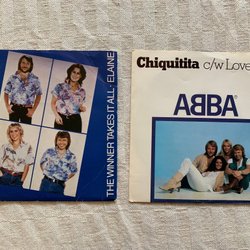 THE WINNER TAKES IT ALL · ELAINE
Chiquitita c/w Love
ABBA